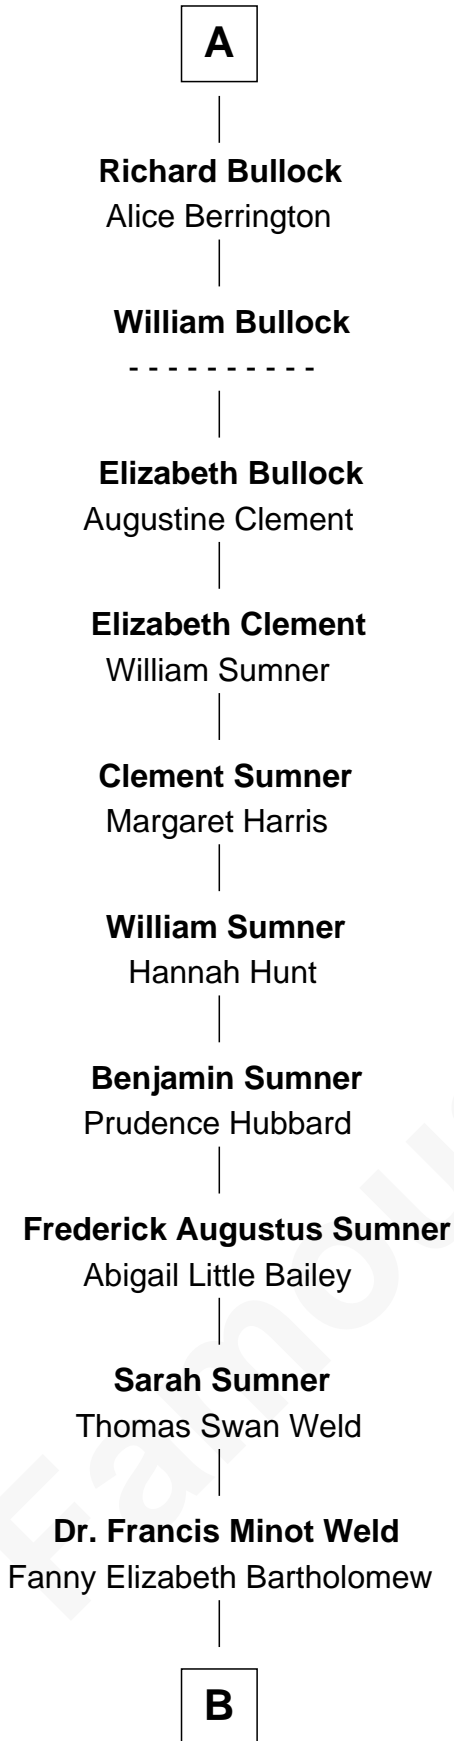 A
Richard Bullock
Alice Berrington
William Bullock
- - - - - - - - - -
Elizabeth Bullock
Augustine Clement
Elizabeth Clement
William Sumner
Clement Sumner
Margaret Harris
William Sumner
Hannah Hunt
Benjamin Sumner
Prudence Hubbard
Frederick Augustus Sumner
Abigail Little Bailey
Sarah Sumner
Thomas Swan Weld
Dr. Francis Minot Weld
Fanny Elizabeth Bartholomew
B